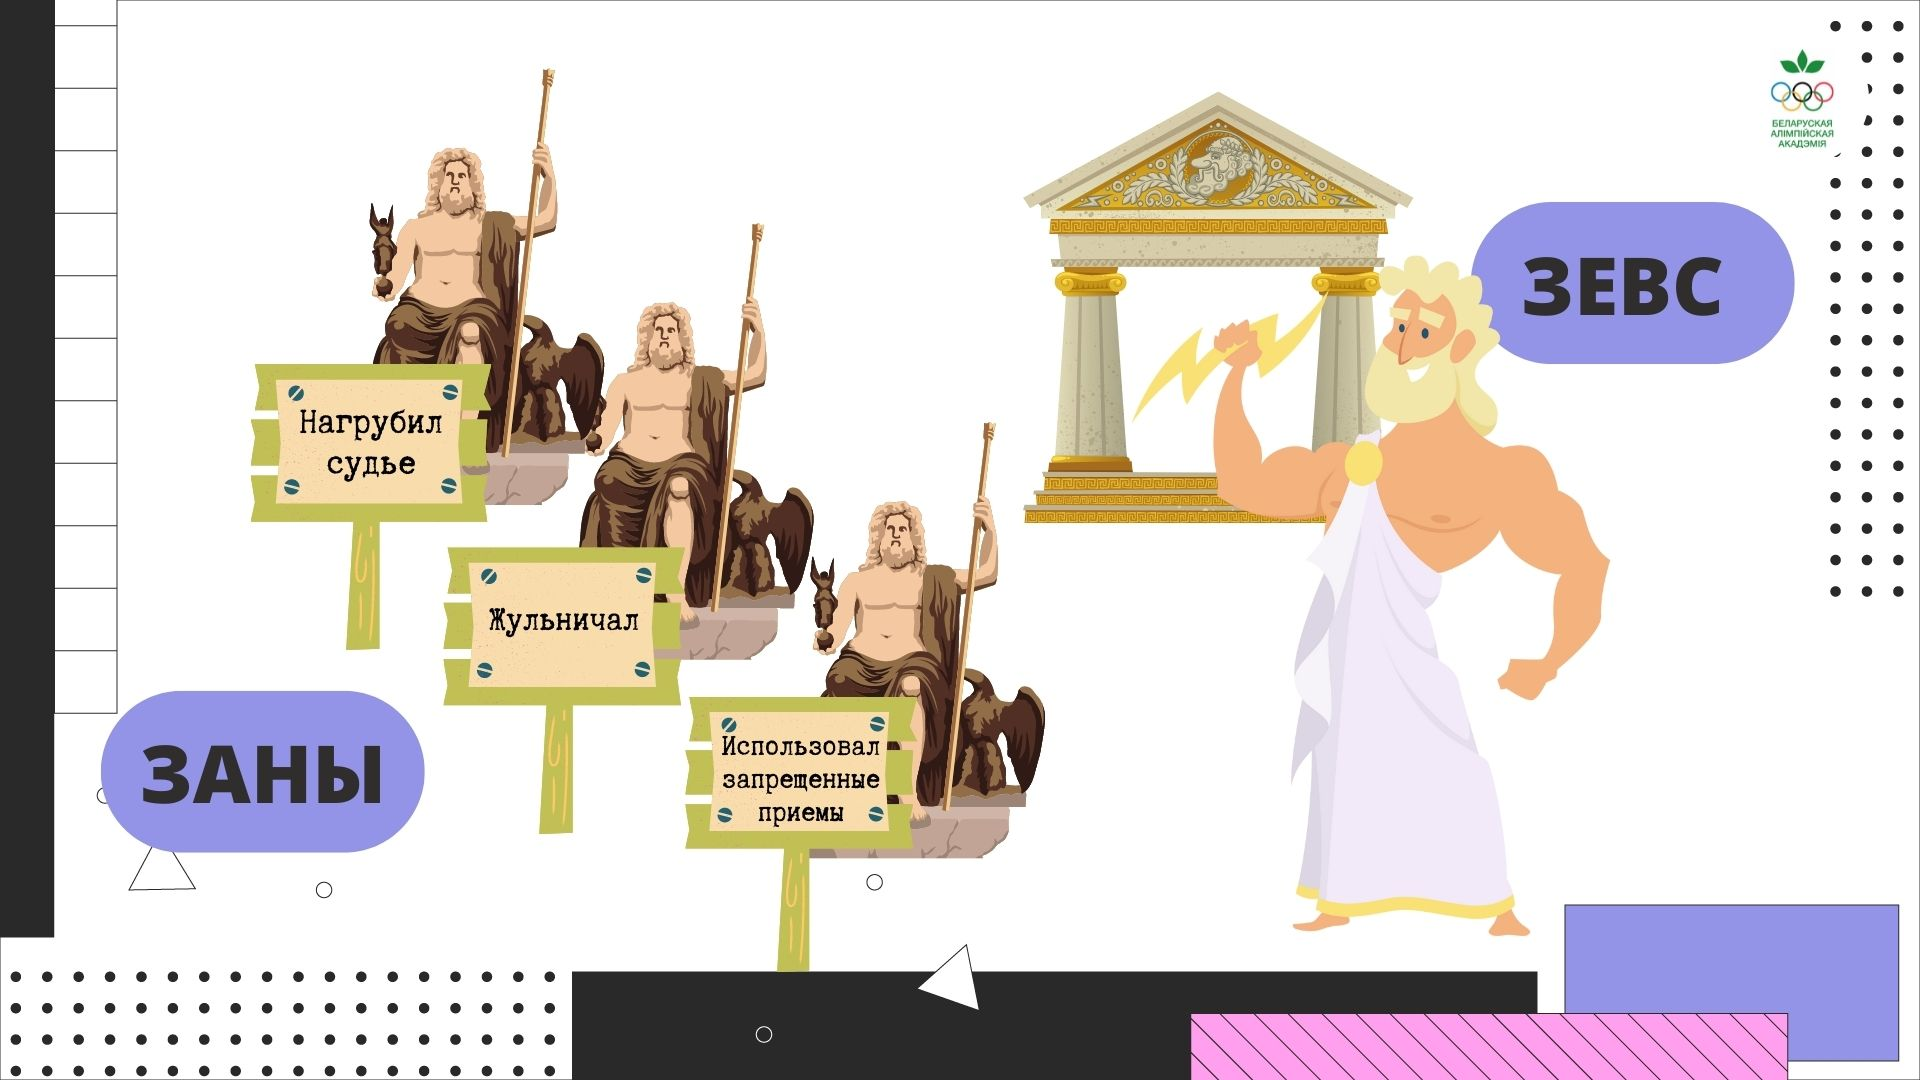 БЕЛАРУСКАЯ
АЛІМПІЙСКАЯ
АКАДЭМІЯ
ЗЕВС
Нагрубил
судье
Жульничал
Использовал
запрещенные
приемы
ЗАНЫ